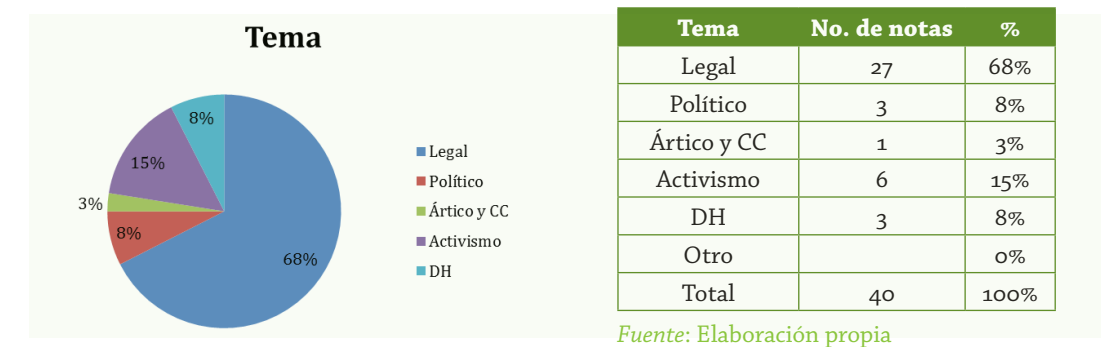 Tema
8%
15%
3%
8%
68%
Legal
Político
Ártico y CC
Activismo
DH
Tema No. de notas %
Legal 27 68%
Político 3 8%
Ártico y CC 1 3%
Activismo 6 15%
DH 3 8%
Otro 0%
Total 40 100%
Fuente: Elaboración propia